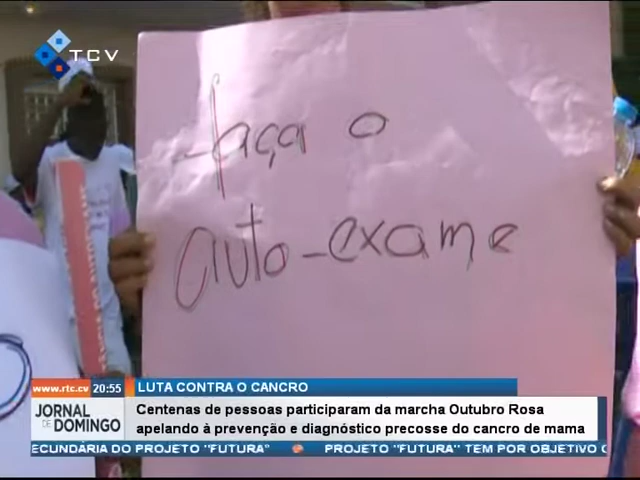 TCV
faça o
auto-exame
www.rtc.cv 20:55
LUTA CONTRA O CANCRO
JORNAL
DE DOMINGO
Centenas de pessoas participaram da marcha Outubro Rosa
apelando à prevenção e diagnóstico precosse do cancro de mama
ECUNDÁRIA DO PROJETO "FUTURA" PROJETO "FUTURA" TEM POR OBJETIVO